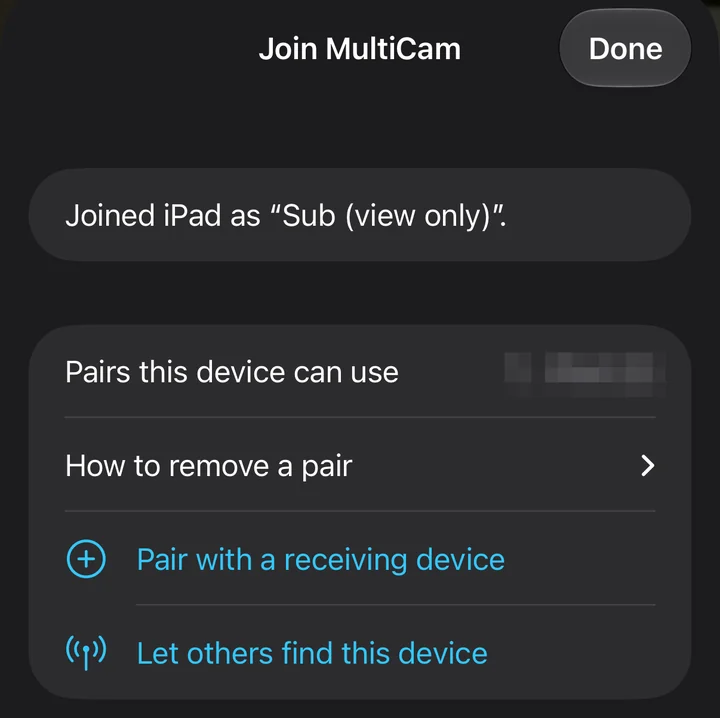 Join MultiCam
Done
Joined iPad as “Sub (view only)”.
Pairs this device can use
How to remove a pair
Pair with a receiving device
Let others find this device